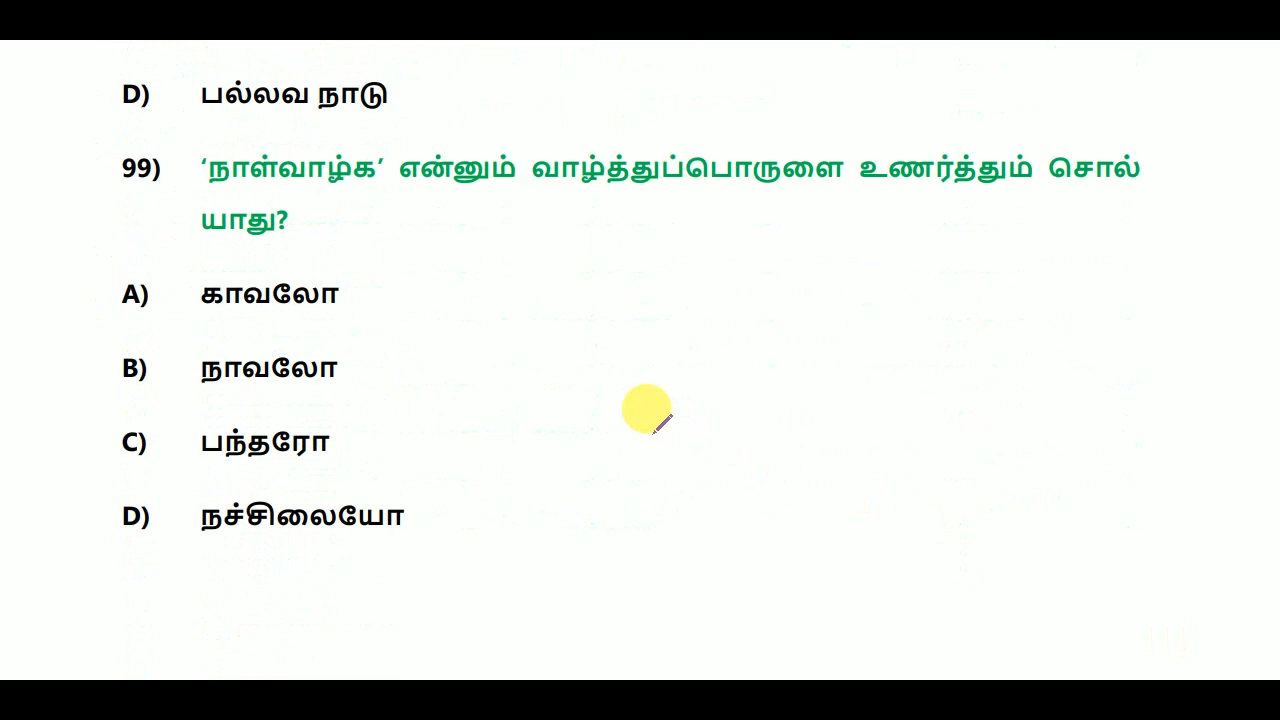 D) பல்லவ நாடு
99) ‘நாள்வாழ்க’ என்னும் வாழ்த்துப்பொருளை உணர்த்தும் சொல்
யாது?
A) காவலோ
B) நாவலோ
C) பந்தரோ
D) நச்சிலையோ